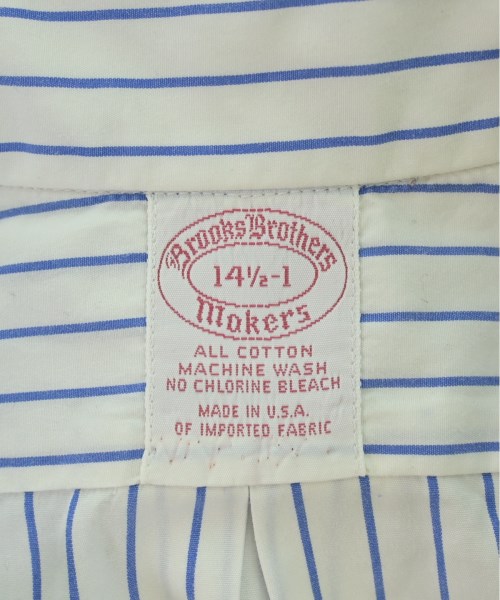 Brooks Brothers
14½-1
Makers
ALL COTTON
MACHINE WASH
NO CHLORINE BLEACH
MADE IN U.S.A.
OF IMPORTED FABRIC